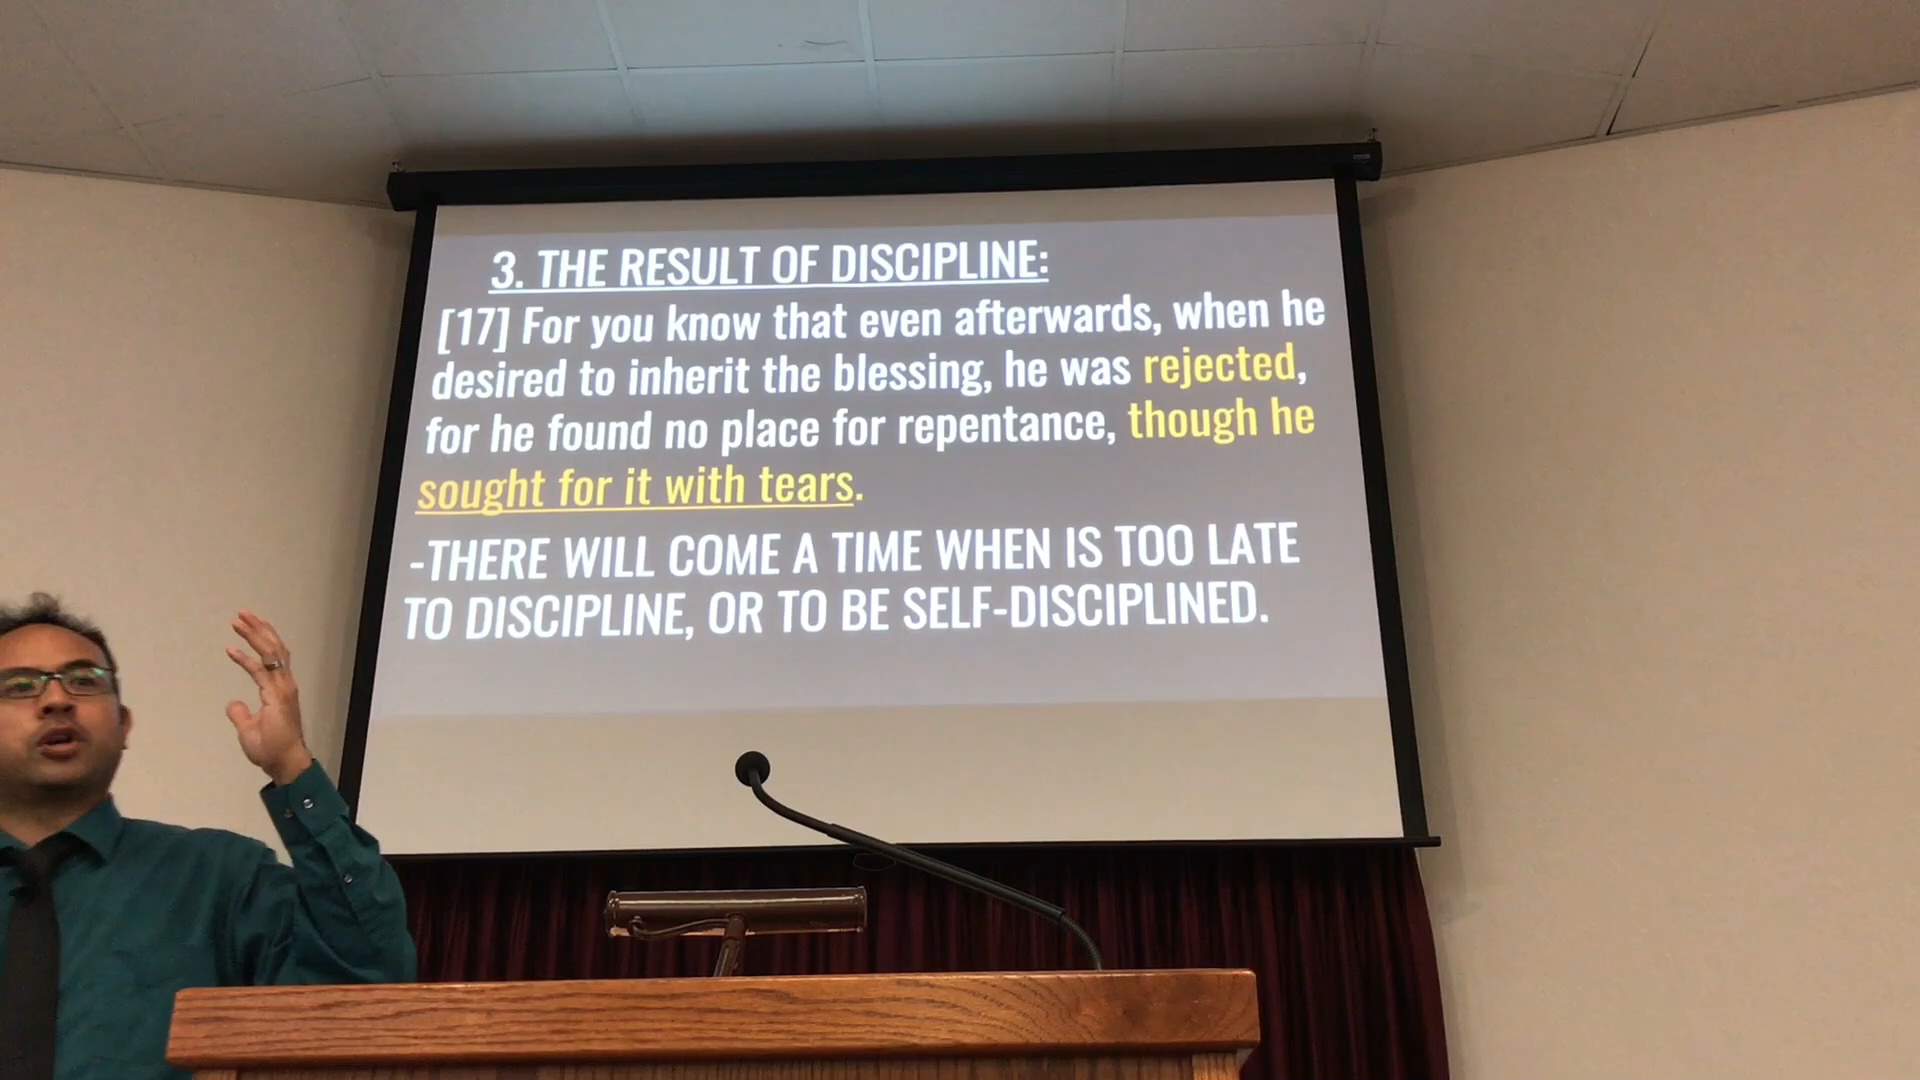 3. THE RESULT OF DISCIPLINE:
[17] For you know that even afterwards, when he
desired to inherit the blessing, he was rejected,
for he found no place for repentance, though he
sought for it with tears.
-THERE WILL COME A TIME WHEN IS TOO LATE
TO DISCIPLINE, OR TO BE SELF-DISCIPLINED.